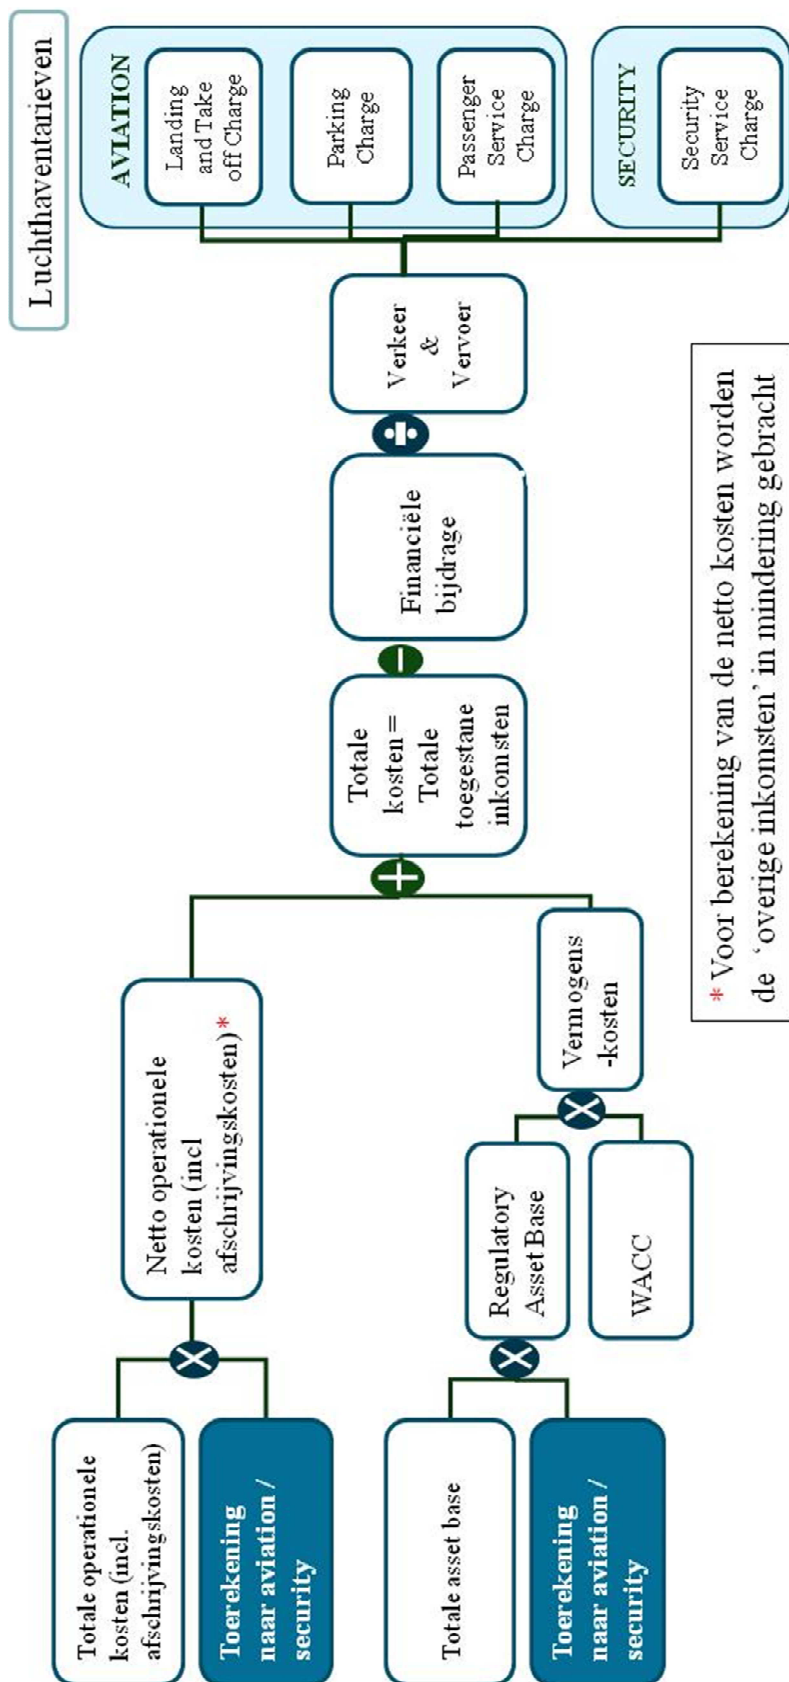 Luchthaventarieven
Totale operationele
kosten (incl.
afschrijvingskosten)
Toerekening
naar aviation /
security
Totale asset base
Toerekening
naar aviation /
security
Netto operationele
kosten (incl
afschrijvingskosten)*
Regulatory
Asset Base
WACC
Vermogens
-kosten
Totale
kosten =
Totale
toegestane
inkomsten
Financiële
bijdrage
Verkeer
&
Vervoer
AVIATION
Landing
and Take
off Charge
Parking
Charge
Passenger
Service
Charge
SECURITY
Security
Service
Charge
* Voor berekening van de netto kosten worden
de ‘overige inkomsten’ in mindering gebracht